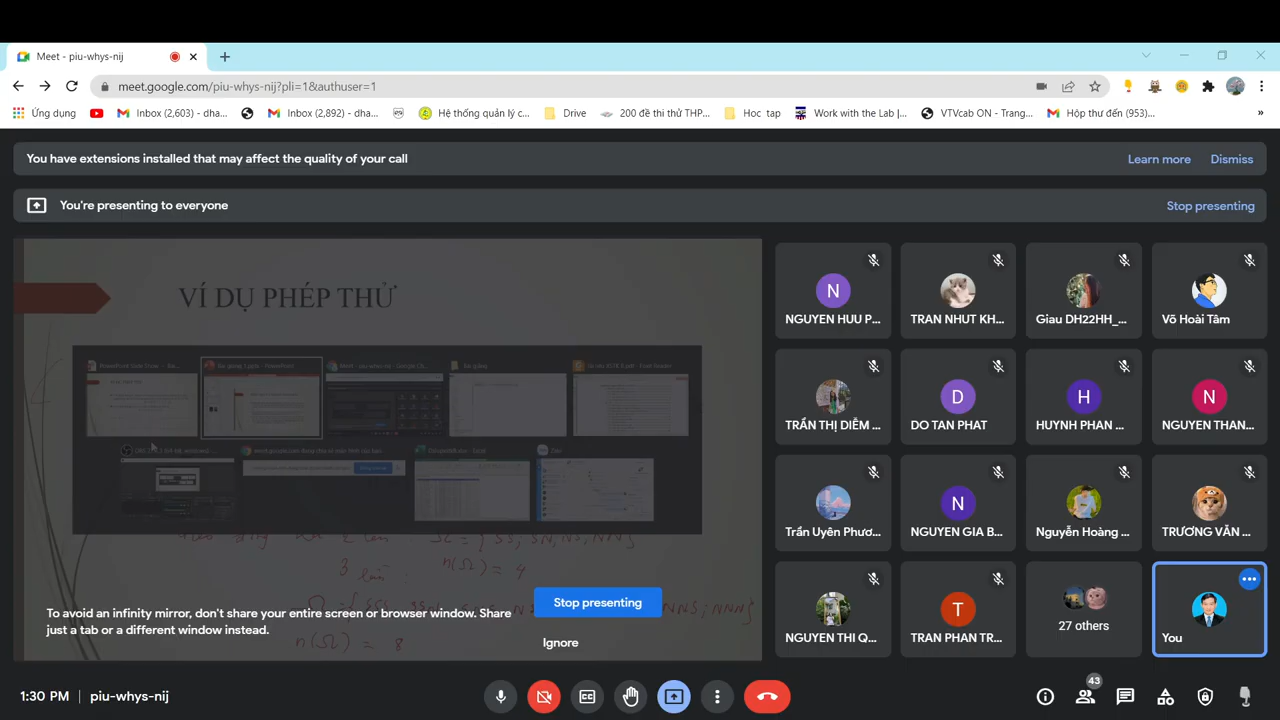 Meet - piu-whys-nij
meet.google.com/piu-whys-nij?pli=1&authuser=1
Ứng dụng
Inbox (2,603) - dha...
Inbox (2,892) - dha...
Hệ thống quản lý c...
Drive
200 đề thi thử THP...
Hoc tap
Work with the Lab |...
VTVcab ON - Trang...
Hộp thư đến (953)...
»
You have extensions installed that may affect the quality of your call
Learn more
Dismiss
You're presenting to everyone
Stop presenting
VÍ DỤ PHÉP THỬ
PowerPoint Slide Show - Ba...
3 lần :
n(Ω) = 4
n(Ω) = 8
To avoid an infinity mirror, don't share your entire screen or browser window. Share
just a tab or a different window instead.
Stop presenting
Ignore
N
NGUYEN HUU P...
TRAN NHUT KH...
Giau DH22HH_...
Võ Hoài Tâm
TRẦN THỊ DIỄM ...
D
DO TAN PHAT
H
HUYNH PHAN ...
N
NGUYEN THAN...
Trần Uyên Phươ...
N
NGUYEN GIA B...
Nguyễn Hoàng ...
TRƯƠNG VĂN ...
NGUYEN THI Q...
T
TRAN PHAN TR...
27 others
You
1:30 PM | piu-whys-nij
43